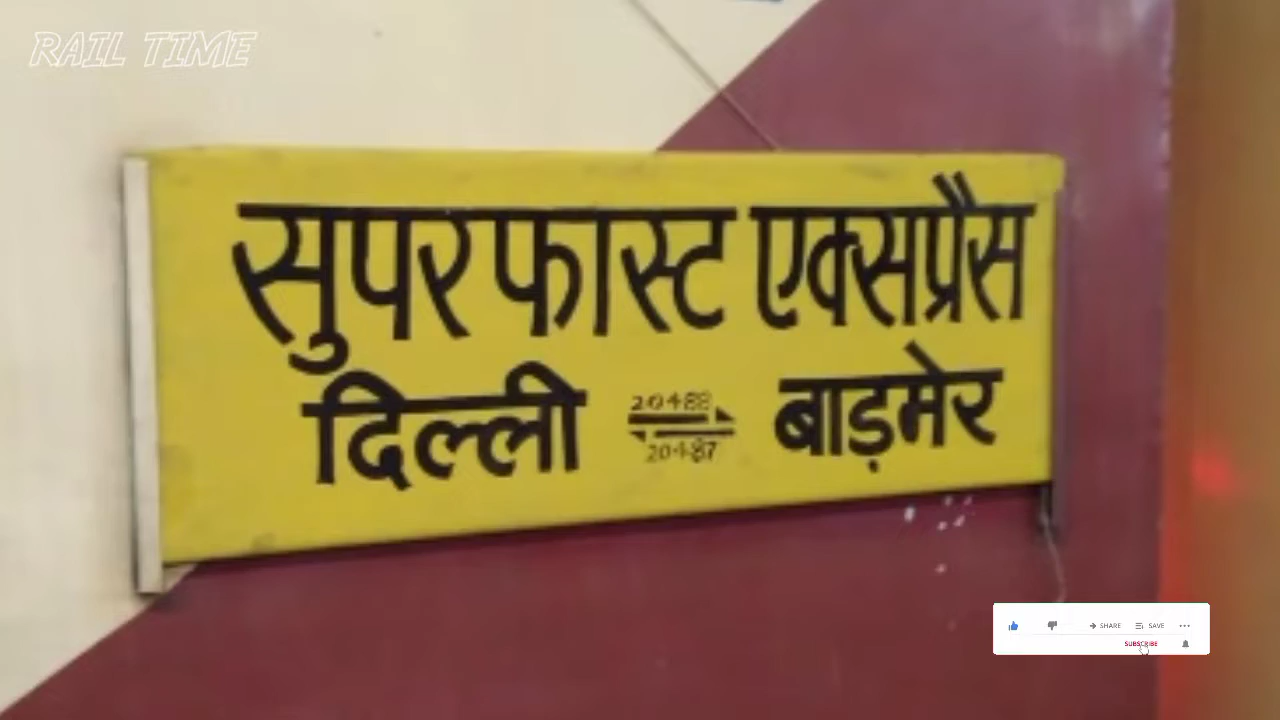 RAIL TIME
सुपरफास्ट एक्सप्रैस
दिल्ली 20488 बाड़मेर
20487
SHARE SAVE
SUBSCRIBE